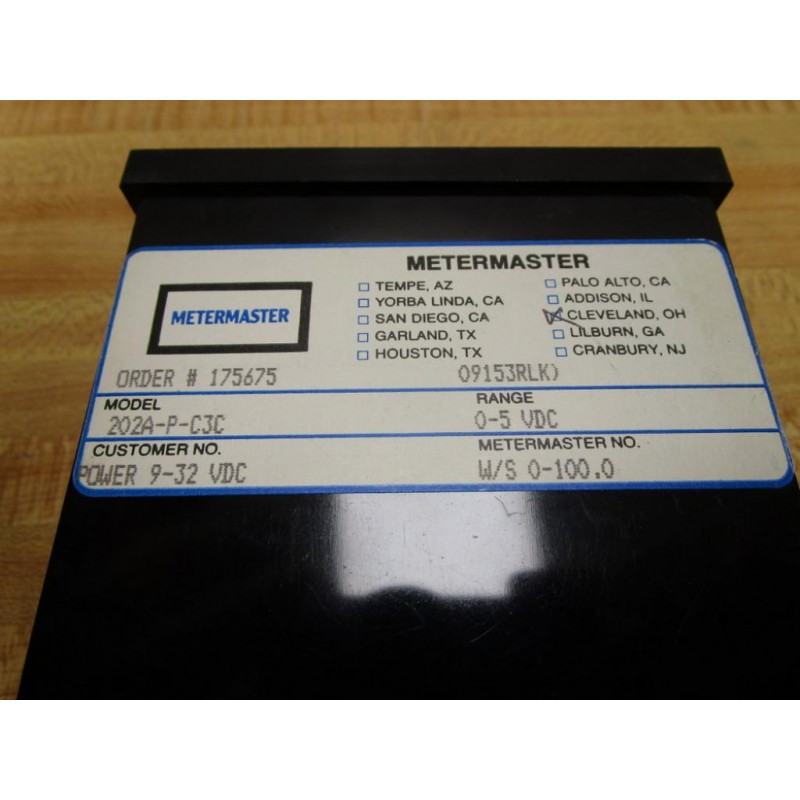 METERMASTER
METERMASTER
TEMPE, AZ
YORBA LINDA, CA
SAN DIEGO, CA
GARLAND, TX
HOUSTON, TX
PALO ALTO, CA
ADDISON, IL
CLEVELAND, OH
LILBURN, GA
CRANBURY, NJ
ORDER # 175675 09153RLK)
MODEL RANGE
202A-P-C3C 0-5 VDC
CUSTOMER NO. METERMASTER NO.
POWER 9-32 VDC W/S 0-100.0